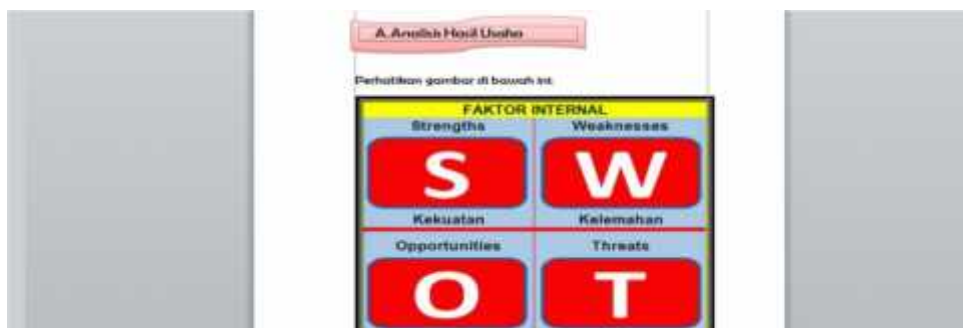 A. Analisis Hasil Usaha
Perhatikan gambar di bawah ini
FAKTOR INTERNAL
Strengths Weaknesses
S W
Kekuatan Kelemahan
Opportunities Threats
O T